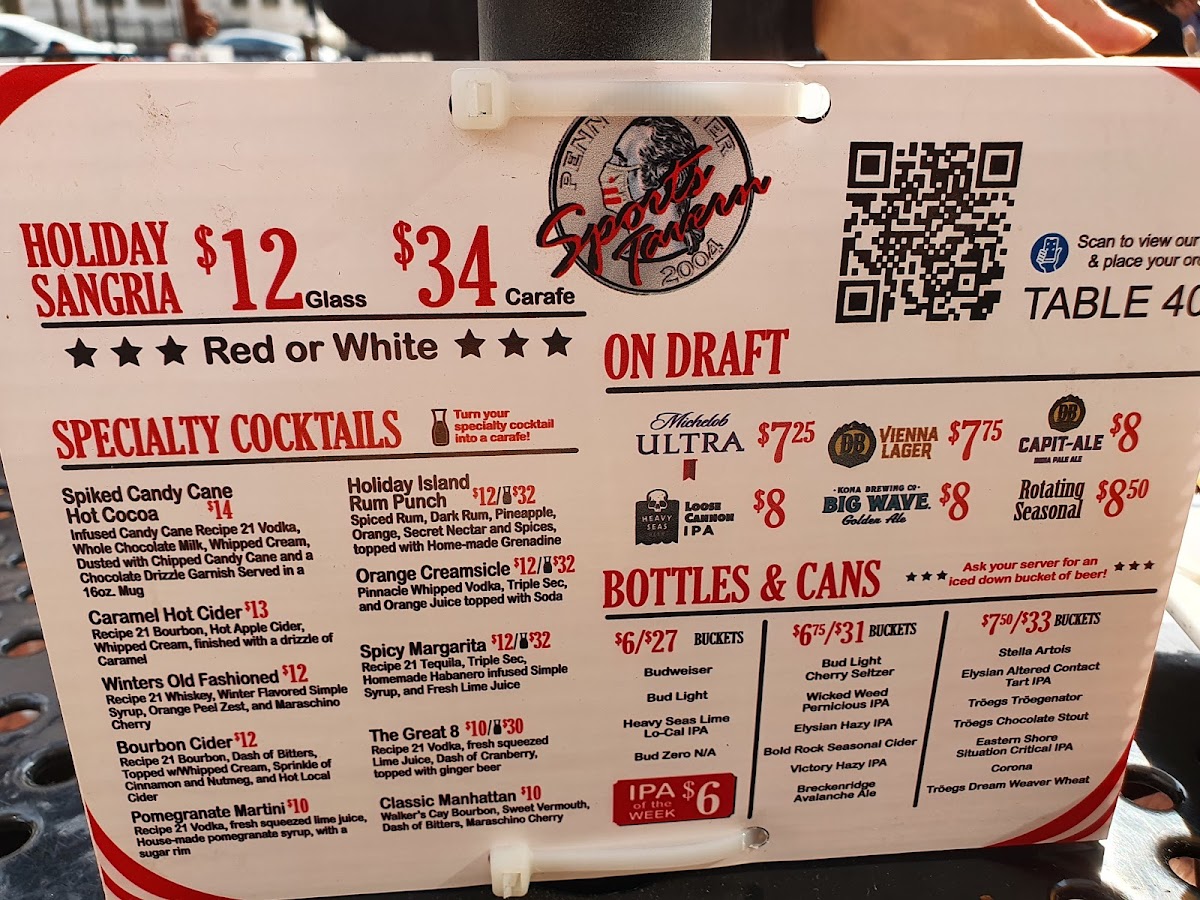 PENN
TER
Sports
Tavern
2004
HOLIDAY
SANGRIA
$12 Glass
$34 Carafe
Red or White
Scan to view our
& place your or
TABLE 40
SPECIALTY COCKTAILS
Turn your
specialty cocktail
into a carafe!
Spiked Candy Cane
Hot Cocoa $14
Infused Candy Cane Recipe 21 Vodka,
Whole Chocolate Milk, Whipped Cream,
Dusted with Chipped Candy Cane and a
Chocolate Drizzle Garnish Served in a
16oz. Mug
Caramel Hot Cider $13
Recipe 21 Bourbon, Hot Apple Cider,
Whipped Cream, finished with a drizzle of
Caramel
Winters Old Fashioned $12
Recipe 21 Whiskey, Winter Flavored Simple
Syrup, Orange Peel Zest, and Maraschino
Cherry
Bourbon Cider $12
Recipe 21 Bourbon, Dash of Bitters,
Topped w/Whipped Cream, Sprinkle of
Cinnamon and Nutmeg, and Hot Local
Cider
Pomegranate Martini $10
Recipe 21 Vodka, fresh squeezed lime juice,
House-made pomegranate syrup, with a
sugar rim
Holiday Island
Rum Punch $12/$32
Spiced Rum, Dark Rum, Pineapple,
Orange, Secret Nectar and Spices,
topped with Home-made Grenadine
Orange Creamsicle $12/$32
Pinnacle Whipped Vodka, Triple Sec,
and Orange Juice topped with Soda
Spicy Margarita $12/$32
Recipe 21 Tequila, Triple Sec,
Homemade Habanero infused Simple
Syrup, and Fresh Lime Juice
The Great 8 $10/$30
Recipe 21 Vodka, fresh squeezed
Lime Juice, Dash of Cranberry,
topped with ginger beer
Classic Manhattan $10
Walker's Cay Bourbon, Sweet Vermouth,
Dash of Bitters, Maraschino Cherry
ON DRAFT
Michelob
ULTRA $7.25
DB VIENNA
LAGER $7.75
DB
CAPIT-ALE $8
INDIA PALE ALE
HEAVY
SEAS
LOOSE
CANNON
IPA $8
KONA BREWING CO.
BIG WAVE. $8
Golden Ale
Rotating
Seasonal $8.50
BOTTLES & CANS
Ask your server for an
iced down bucket of beer!
$6/$27 BUCKETS
Budweiser
Bud Light
Heavy Seas Lime
Lo-Cal IPA
Bud Zero N/A
IPA
of the
WEEK $6
$6.75/$31 BUCKETS
Bud Light
Cherry Seltzer
Wicked Weed
Pernicious IPA
Elysian Hazy IPA
Bold Rock Seasonal Cider
Victory Hazy IPA
Breckenridge
Avalanche Ale
$7.50/$33 BUCKETS
Stella Artois
Elysian Altered Contact
Tart IPA
Tröegs Tröegenator
Tröegs Chocolate Stout
Eastern Shore
Situation Critical IPA
Corona
Tröegs Dream Weaver Wheat